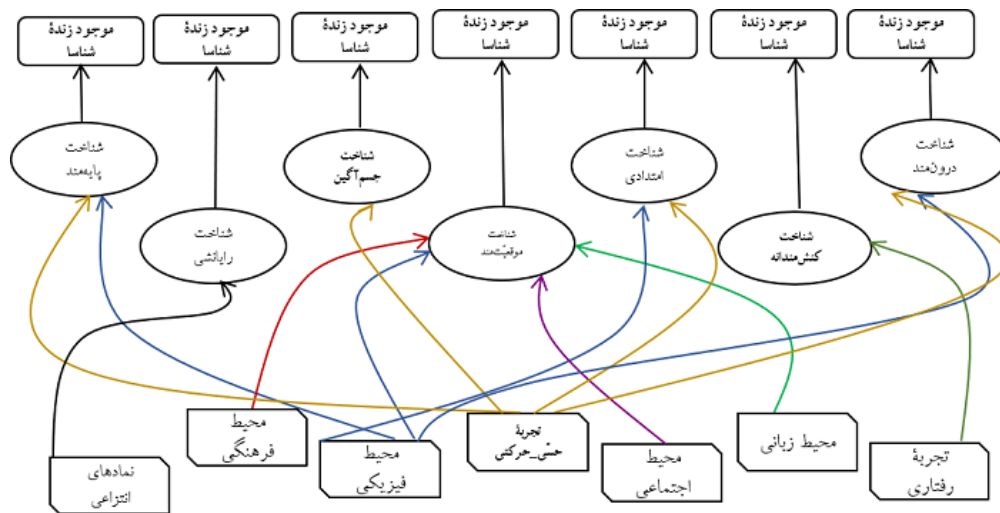 موجود زندهٔ
شناسا
موجود زندهٔ
شناسا
موجود زندهٔ
شناسا
موجود زندهٔ
شناسا
موجود زندهٔ
شناسا
موجود زندهٔ
شناسا
موجود زندهٔ
شناسا
شناخت
درون‌مند
شناخت
امتدادی
شناخت
جسم‌آگین
شناخت
پایه‌مند
شناخت
کنش‌مندانه
شناخت
موقعیّت‌مند
شناخت
رایانشی
تجربهٔ
رفتاری
محیط زبانی
محیط
اجتماعی
تجربهٔ
حسّی_حرکتی
محیط
فیزیکی
محیط
فرهنگی
نمادهای
انتزاعی